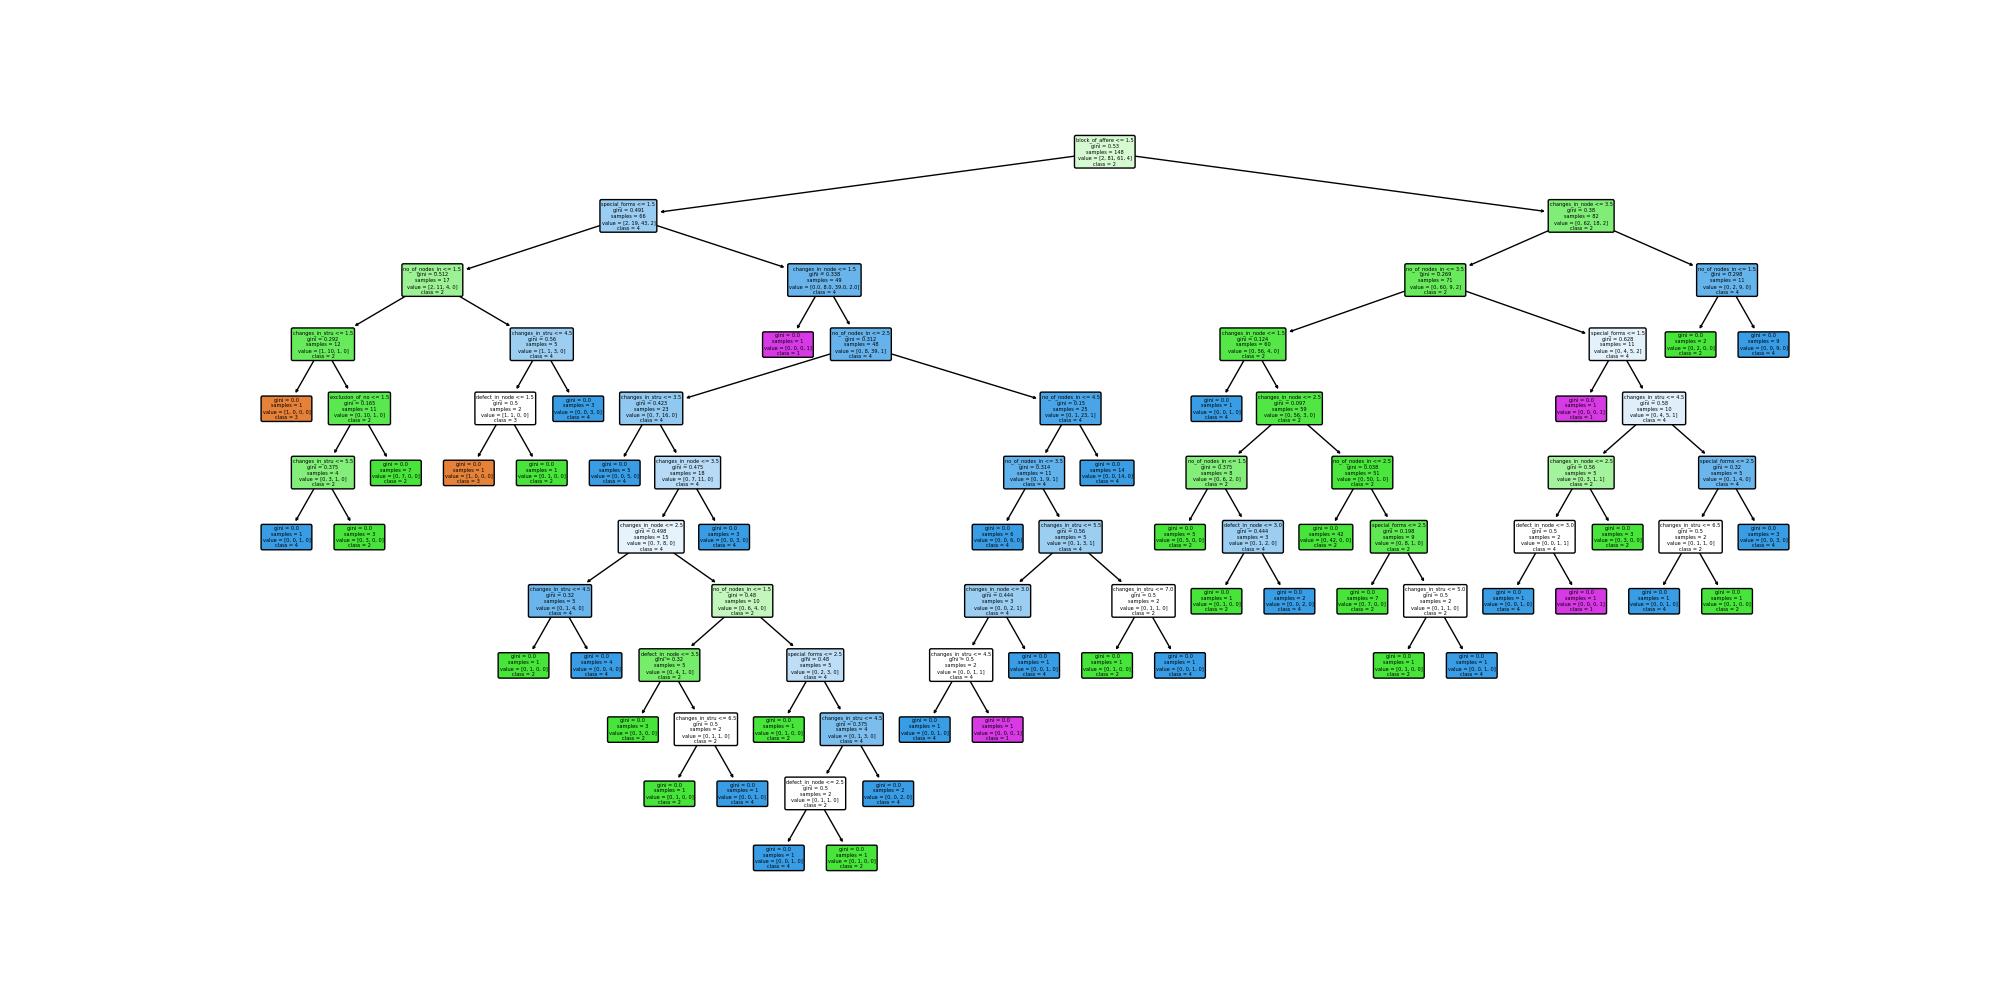 block_of_affere <= 1.5
gini = 0.53
samples = 148
value = [2, 81, 61, 4]
class = 2
special_forms <= 1.5
gini = 0.491
samples = 66
value = [2, 19, 43, 2]
class = 4
changes_in_node <= 3.5
gini = 0.38
samples = 82
value = [0, 62, 18, 2]
class = 2
no_of_nodes_in <= 1.5
gini = 0.512
samples = 17
value = [2, 11, 4, 0]
class = 2
changes_in_node <= 1.5
gini = 0.338
samples = 49
value = [0.0, 8.0, 39.0, 2.0]
class = 4
no_of_nodes_in <= 3.5
gini = 0.269
samples = 71
value = [0, 60, 9, 2]
class = 2
no_of_nodes_in <= 1.5
gini = 0.298
samples = 11
value = [0, 2, 9, 0]
class = 4
changes_in_stru <= 1.5
gini = 0.292
samples = 12
value = [1, 10, 1, 0]
class = 2
changes_in_stru <= 4.5
gini = 0.56
samples = 5
value = [1, 1, 3, 0]
class = 4
gini = 0.0
samples = 1
value = [0, 0, 0, 1]
class = 1
no_of_nodes_in <= 2.5
gini = 0.312
samples = 48
value = [0, 8, 39, 1]
class = 4
changes_in_node <= 1.5
gini = 0.124
samples = 60
value = [0, 56, 4, 0]
class = 2
special_forms <= 1.5
gini = 0.628
samples = 11
value = [0, 4, 5, 2]
class = 4
gini = 0.0
samples = 2
value = [0, 2, 0, 0]
class = 2
gini = 0.0
samples = 9
value = [0, 0, 9, 0]
class = 4
gini = 0.0
samples = 1
value = [1, 0, 0, 0]
class = 3
exclusion_of_no <= 1.5
gini = 0.165
samples = 11
value = [0, 10, 1, 0]
class = 2
defect_in_node <= 1.5
gini = 0.5
samples = 2
value = [1, 1, 0, 0]
class = 3
gini = 0.0
samples = 3
value = [0, 0, 3, 0]
class = 4
changes_in_stru <= 3.5
gini = 0.423
samples = 23
value = [0, 7, 16, 0]
class = 4
no_of_nodes_in <= 4.5
gini = 0.15
samples = 25
value = [0, 1, 23, 1]
class = 4
gini = 0.0
samples = 1
value = [0, 0, 1, 0]
class = 4
changes_in_node <= 2.5
gini = 0.097
samples = 59
value = [0, 56, 3, 0]
class = 2
gini = 0.0
samples = 1
value = [0, 0, 0, 1]
class = 1
changes_in_stru <= 4.5
gini = 0.58
samples = 10
value = [0, 4, 5, 1]
class = 4
changes_in_stru <= 5.5
gini = 0.375
samples = 4
value = [0, 3, 1, 0]
class = 2
gini = 0.0
samples = 7
value = [0, 7, 0, 0]
class = 2
gini = 0.0
samples = 1
value = [1, 0, 0, 0]
class = 3
gini = 0.0
samples = 1
value = [0, 1, 0, 0]
class = 2
gini = 0.0
samples = 5
value = [0, 0, 5, 0]
class = 4
changes_in_node <= 3.5
gini = 0.475
samples = 18
value = [0, 7, 11, 0]
class = 4
no_of_nodes_in <= 3.5
gini = 0.314
samples = 11
value = [0, 1, 9, 1]
class = 4
gini = 0.0
samples = 14
value = [0, 0, 14, 0]
class = 4
no_of_nodes_in <= 1.5
gini = 0.375
samples = 8
value = [0, 6, 2, 0]
class = 2
no_of_nodes_in <= 2.5
gini = 0.038
samples = 51
value = [0, 50, 1, 0]
class = 2
changes_in_node <= 2.5
gini = 0.56
samples = 5
value = [0, 3, 1, 1]
class = 2
special_forms <= 2.5
gini = 0.32
samples = 5
value = [0, 1, 4, 0]
class = 4
gini = 0.0
samples = 1
value = [0, 0, 1, 0]
class = 4
gini = 0.0
samples = 3
value = [0, 3, 0, 0]
class = 2
changes_in_node <= 2.5
gini = 0.498
samples = 15
value = [0, 7, 8, 0]
class = 4
gini = 0.0
samples = 3
value = [0, 0, 3, 0]
class = 4
gini = 0.0
samples = 6
value = [0, 0, 6, 0]
class = 4
changes_in_stru <= 5.5
gini = 0.56
samples = 5
value = [0, 1, 3, 1]
class = 4
gini = 0.0
samples = 5
value = [0, 5, 0, 0]
class = 2
defect_in_node <= 3.0
gini = 0.444
samples = 3
value = [0, 1, 2, 0]
class = 4
gini = 0.0
samples = 42
value = [0, 42, 0, 0]
class = 2
special_forms <= 2.5
gini = 0.198
samples = 9
value = [0, 8, 1, 0]
class = 2
defect_in_node <= 3.0
gini = 0.5
samples = 2
value = [0, 0, 1, 1]
class = 4
gini = 0.0
samples = 3
value = [0, 3, 0, 0]
class = 2
changes_in_stru <= 6.5
gini = 0.5
samples = 2
value = [0, 1, 1, 0]
class = 2
gini = 0.0
samples = 3
value = [0, 0, 3, 0]
class = 4
changes_in_stru <= 4.5
gini = 0.32
samples = 5
value = [0, 1, 4, 0]
class = 4
no_of_nodes_in <= 1.5
gini = 0.48
samples = 10
value = [0, 6, 4, 0]
class = 2
changes_in_node <= 3.0
gini = 0.444
samples = 3
value = [0, 0, 2, 1]
class = 4
changes_in_stru <= 7.0
gini = 0.5
samples = 2
value = [0, 1, 1, 0]
class = 2
gini = 0.0
samples = 1
value = [0, 1, 0, 0]
class = 2
gini = 0.0
samples = 2
value = [0, 0, 2, 0]
class = 4
gini = 0.0
samples = 7
value = [0, 7, 0, 0]
class = 2
changes_in_stru <= 5.0
gini = 0.5
samples = 2
value = [0, 1, 1, 0]
class = 2
gini = 0.0
samples = 1
value = [0, 0, 1, 0]
class = 4
gini = 0.0
samples = 1
value = [0, 0, 0, 1]
class = 1
gini = 0.0
samples = 1
value = [0, 0, 1, 0]
class = 4
gini = 0.0
samples = 1
value = [0, 1, 0, 0]
class = 2
gini = 0.0
samples = 1
value = [0, 1, 0, 0]
class = 2
gini = 0.0
samples = 4
value = [0, 0, 4, 0]
class = 4
defect_in_node <= 3.5
gini = 0.32
samples = 5
value = [0, 4, 1, 0]
class = 2
special_forms <= 2.5
gini = 0.48
samples = 5
value = [0, 2, 3, 0]
class = 4
changes_in_stru <= 4.5
gini = 0.5
samples = 2
value = [0, 0, 1, 1]
class = 4
gini = 0.0
samples = 1
value = [0, 0, 1, 0]
class = 4
gini = 0.0
samples = 1
value = [0, 1, 0, 0]
class = 2
gini = 0.0
samples = 1
value = [0, 0, 1, 0]
class = 4
gini = 0.0
samples = 1
value = [0, 1, 0, 0]
class = 2
gini = 0.0
samples = 1
value = [0, 0, 1, 0]
class = 4
gini = 0.0
samples = 3
value = [0, 3, 0, 0]
class = 2
changes_in_stru <= 6.5
gini = 0.5
samples = 2
value = [0, 1, 1, 0]
class = 2
gini = 0.0
samples = 1
value = [0, 1, 0, 0]
class = 2
changes_in_stru <= 4.5
gini = 0.375
samples = 4
value = [0, 1, 3, 0]
class = 4
gini = 0.0
samples = 1
value = [0, 0, 1, 0]
class = 4
gini = 0.0
samples = 1
value = [0, 0, 0, 1]
class = 1
gini = 0.0
samples = 1
value = [0, 1, 0, 0]
class = 2
gini = 0.0
samples = 1
value = [0, 0, 1, 0]
class = 4
defect_in_node <= 2.5
gini = 0.5
samples = 2
value = [0, 1, 1, 0]
class = 2
gini = 0.0
samples = 2
value = [0, 0, 2, 0]
class = 4
gini = 0.0
samples = 1
value = [0, 0, 1, 0]
class = 4
gini = 0.0
samples = 1
value = [0, 1, 0, 0]
class = 2